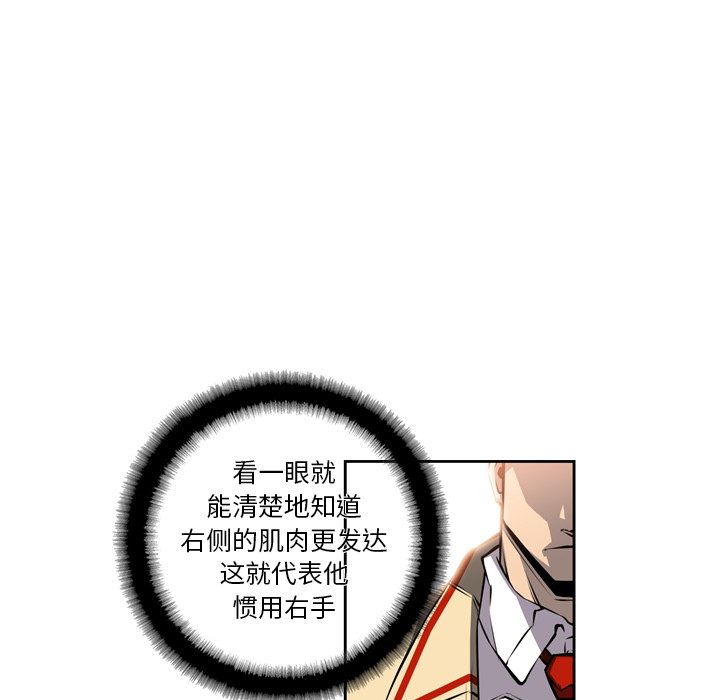 看一眼就
能清楚地知道
右侧的肌肉更发达
这就代表他
惯用右手